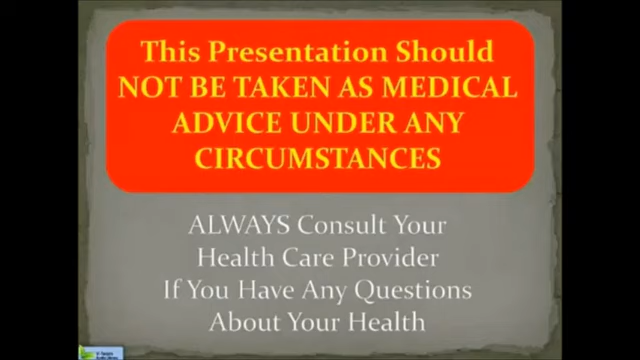 This Presentation Should
NOT BE TAKEN AS MEDICAL
ADVICE UNDER ANY
CIRCUMSTANCES
ALWAYS Consult Your
Health Care Provider
If You Have Any Questions
About Your Health